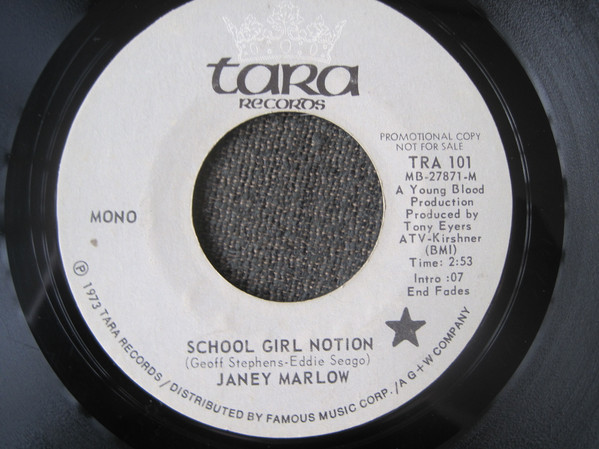 tara
RECORDS
PROMOTIONAL COPY
NOT FOR SALE
TRA 101
MB-27871-M
A Young Blood
Production
Produced by
Tony Eyers
ATV-Kirshner
(BMI)
Time: 2:53
Intro :07
End Fades
MONO
SCHOOL GIRL NOTION
(Geoff Stephens-Eddie Seago)
JANEY MARLOW
℗ 1973 TARA RECORDS / DISTRIBUTED BY FAMOUS MUSIC CORP. / A G+W COMPANY